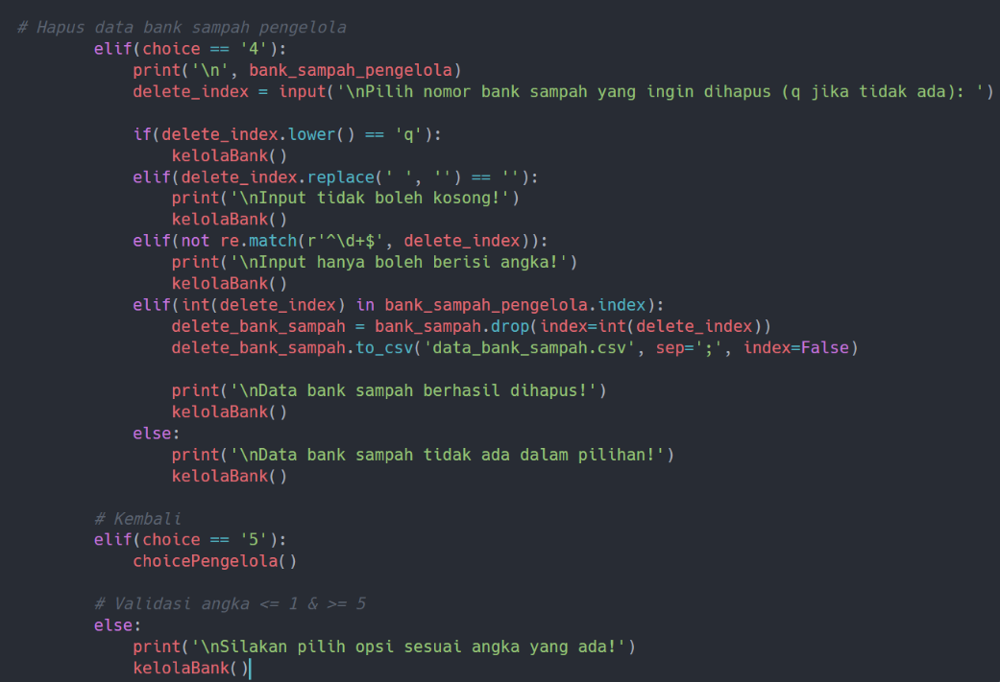 # Hapus data bank sampah pengelola
        elif(choice == '4'):
            print('\n', bank_sampah_pengelola)
            delete_index = input('\nPilih nomor bank sampah yang ingin dihapus (q jika tidak ada): ')
            if(delete_index.lower() == 'q'):
                kelolaBank()
            elif(delete_index.replace(' ', '') == ''):
                print('\nInput tidak boleh kosong!')
                kelolaBank()
            elif(not re.match(r'^\d+$', delete_index)):
                print('\nInput hanya boleh berisi angka!')
                kelolaBank()
            elif(int(delete_index) in bank_sampah_pengelola.index):
                delete_bank_sampah = bank_sampah.drop(index=int(delete_index))
                delete_bank_sampah.to_csv('data_bank_sampah.csv', sep=';', index=False)
                print('\nData bank sampah berhasil dihapus!')
                kelolaBank()
            else:
                print('\nData bank sampah tidak ada dalam pilihan!')
                kelolaBank()
        # Kembali
        elif(choice == '5'):
            choicePengelola()
        # Validasi angka <= 1 & >= 5
        else:
            print('\nSilakan pilih opsi sesuai angka yang ada!')
            kelolaBank()